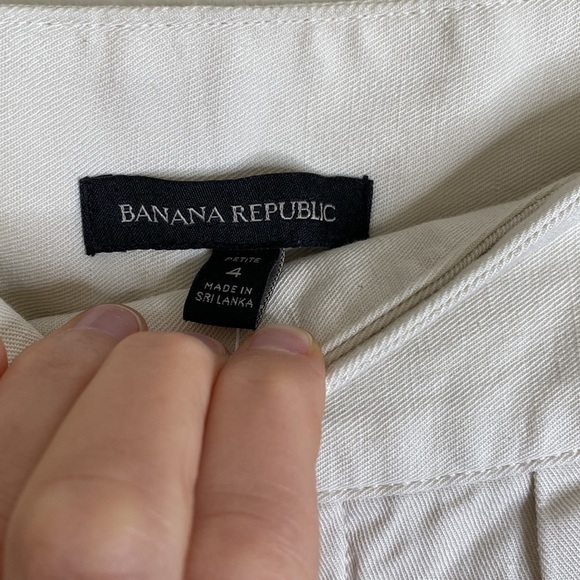 BANANA REPUBLIC
PETITE
4
MADE IN
SRI LANKA